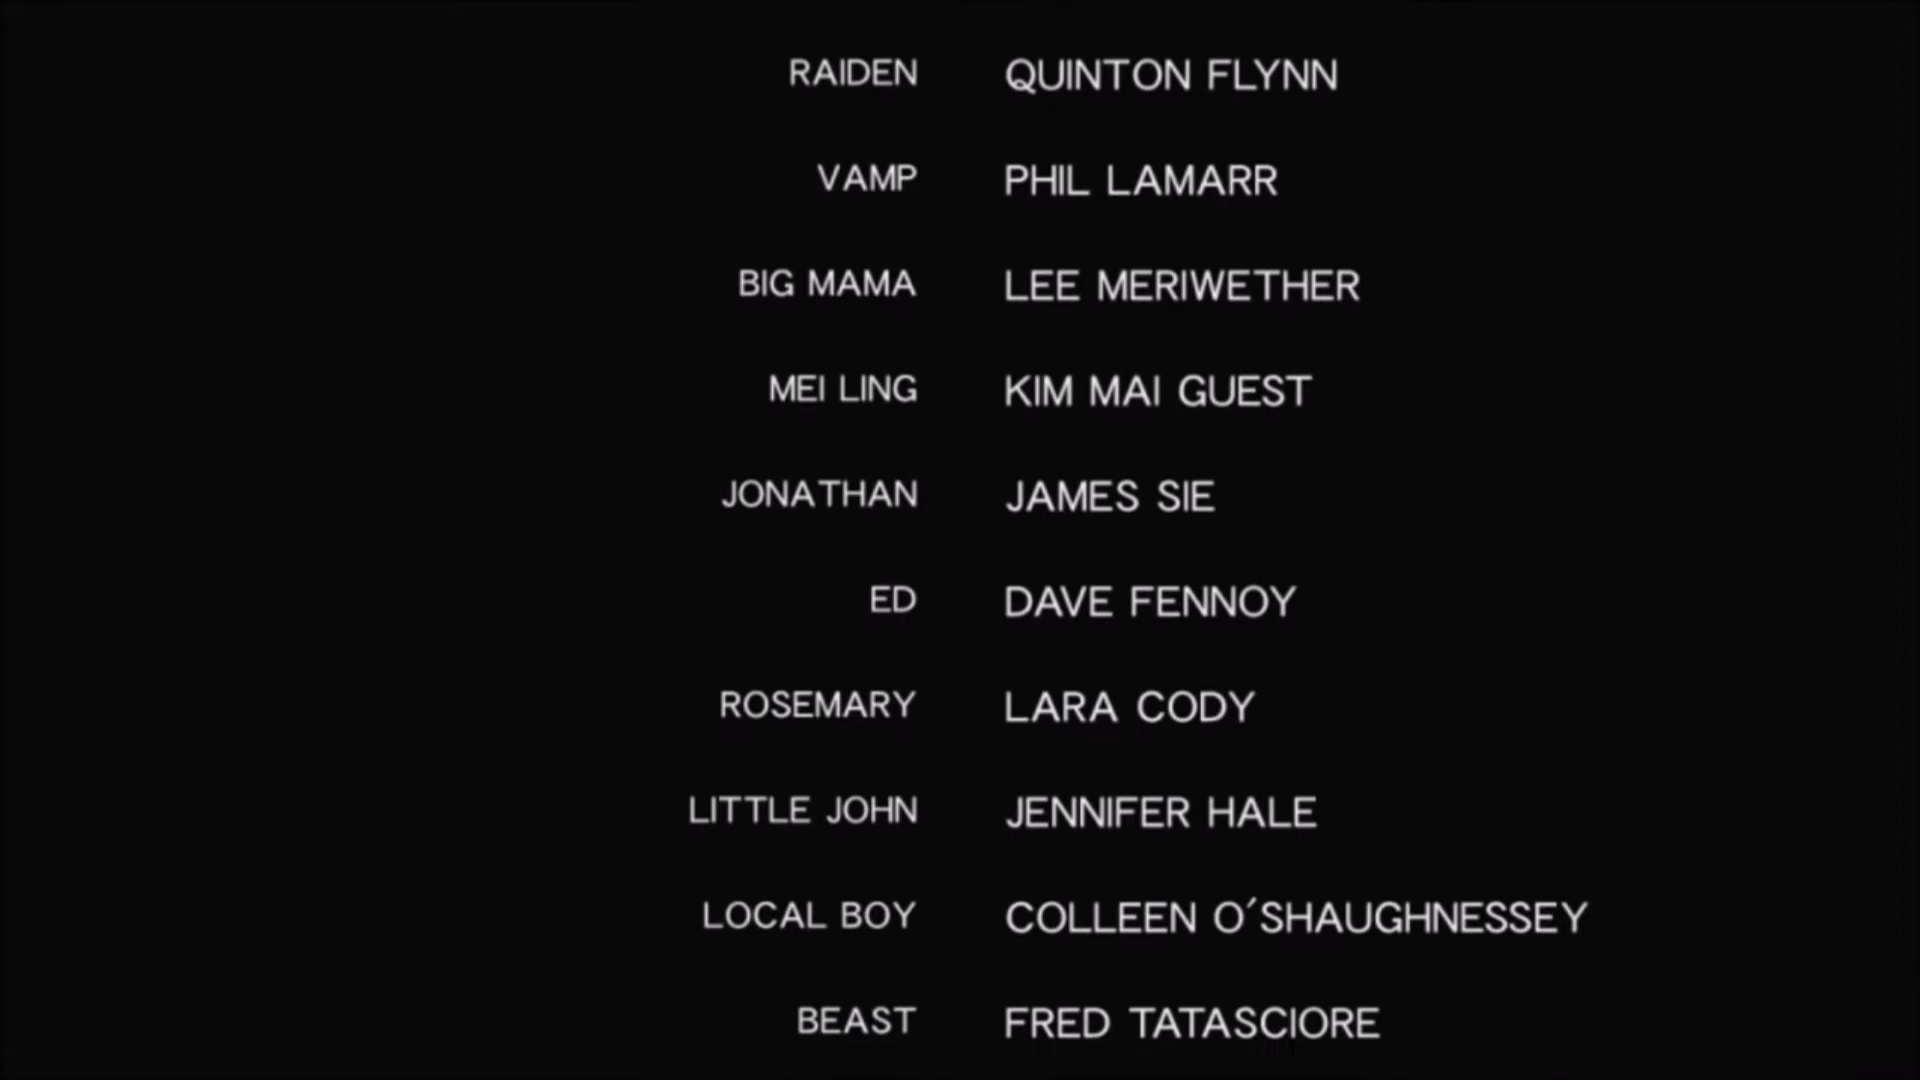 RAIDEN QUINTON FLYNN
VAMP PHIL LAMARR
BIG MAMA LEE MERIWETHER
MEI LING KIM MAI GUEST
JONATHAN JAMES SIE
ED DAVE FENNOY
ROSEMARY LARA CODY
LITTLE JOHN JENNIFER HALE
LOCAL BOY COLLEEN O´SHAUGHNESSEY
BEAST FRED TATASCIORE